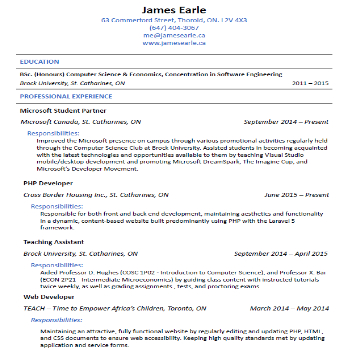 James Earle
63 Commerford Street, Thorold, ON. L2V 4X3
(647) 404-3067
me@jamesearle.ca
www.jamesearle.ca
EDUCATION
BSc. (Honours) Computer Science & Economics, Concentration in Software Engineering
Brock University, St. Catharines, ON 2011 – 2015
PROFESSIONAL EXPERIENCE
Microsoft Student Partner
Microsoft Canada, St. Catharines, ON September 2014 – Present
Responsibilities:
Improved the Microsoft presence on campus through various promotional activities regularly held
through the Computer Science Club at Brock University. Assisted students in becoming acquainted
with the latest technologies and opportunities available to them by teaching Visual Studio
mobile/desktop development and promoting Microsoft DreamSpark, The Imagine Cup, and
Microsoft's Developer Movement.
PHP Developer
Cross Border Housing Inc., St. Catharines, ON June 2015 – Present
Responsibilities:
Responsible for both front and back end development, maintaining aesthetics and functionality
in a dynamic, content-based website built predominantly using PHP with the Laravel 5
framework.
Teaching Assistant
Brock University, St. Catharines, ON September 2014 – April 2015
Responsibilities:
Aided Professor D. Hughes (COSC 1P02 - Introduction to Computer Science), and Professor X. Bai
(ECON 2P21 - Intermediate Microeconomics) by grading class content with instructed tutorials
twice weekly, as well as grading assignments, tests, and proctoring exams.
Web Developer
TEACH – Time to Empower Africa's Children, Toronto, ON March 2014 – May 2014
Responsibilities:
Maintaining an attractive, fully functional website by regularly editing and updating PHP, HTML,
and CSS documents to ensure web accessibility. Keeping constant standards met by updating
application and service forms.